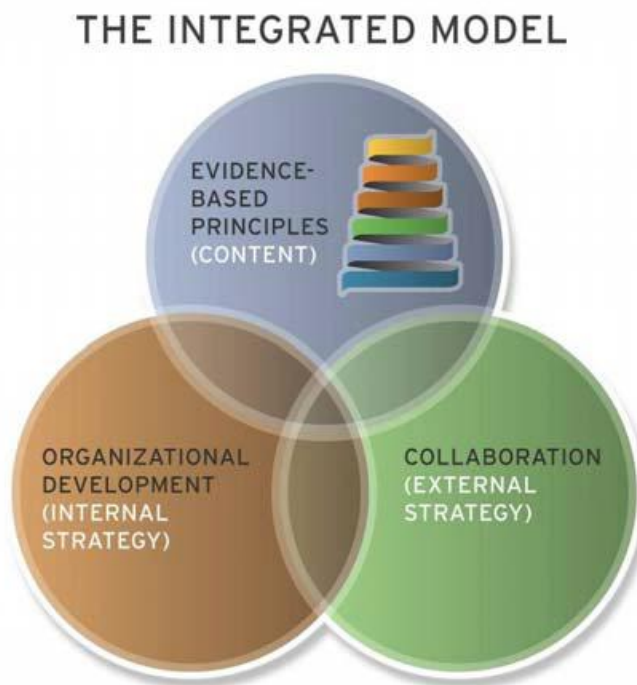 THE INTEGRATED MODEL
EVIDENCE-
BASED
PRINCIPLES
(CONTENT)
ORGANIZATIONAL
DEVELOPMENT
(INTERNAL
STRATEGY)
COLLABORATION
(EXTERNAL
STRATEGY)